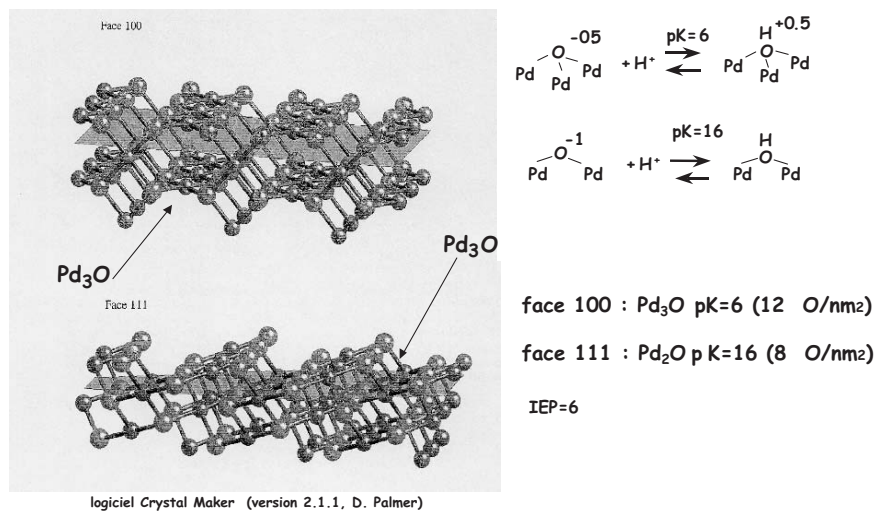 Face 100
Pd3O
Pd3O
Face 111
logiciel Crystal Maker (version 2.1.1, D. Palmer)
O-05 + H+ pK=6 H+0.5
O
Pd Pd Pd Pd Pd Pd
O-1 + H+ pK=16 H
O
Pd Pd Pd Pd
face 100 : Pd3O pK=6 (12 O/nm2)
face 111 : Pd2O p K=16 (8 O/nm2)
IEP=6